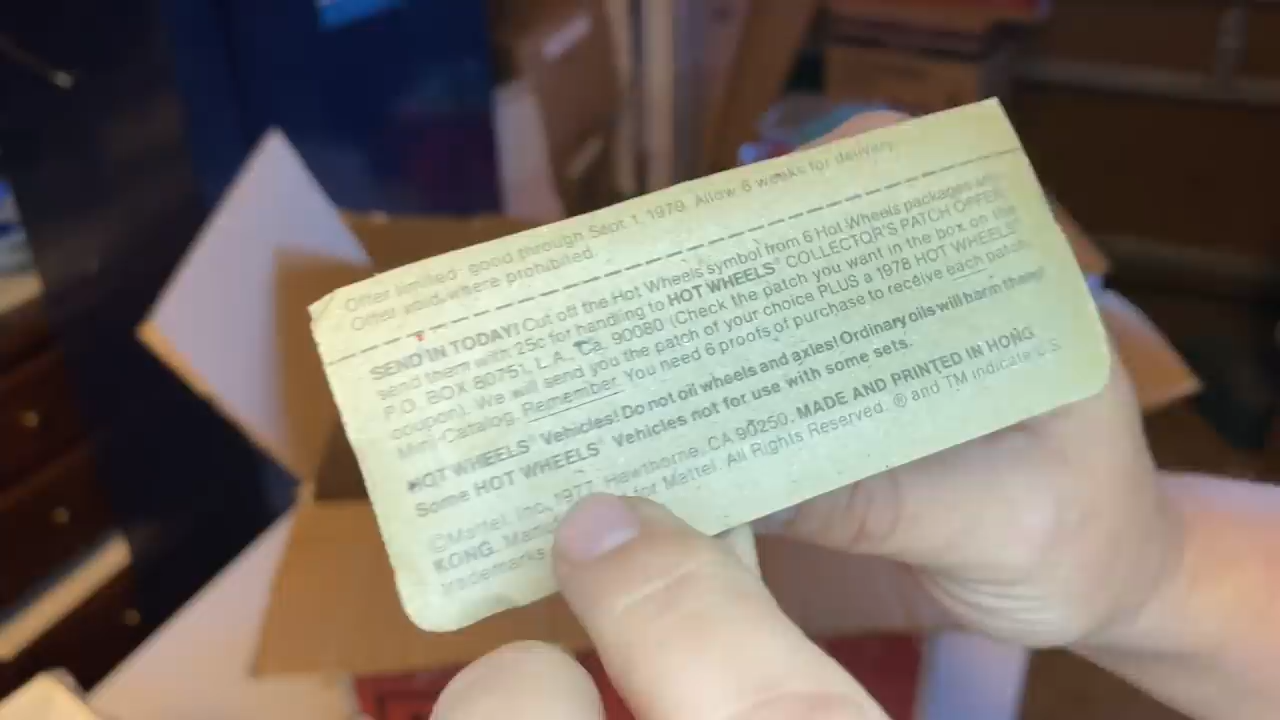 Offer limited- good through Sept 1, 1979. Allow 6 weeks for delivery.
Offer void where prohibited.
SEND IN TODAY! Cut off the Hot Wheels symbol from 6 Hot Wheels packages and
send them with 25c for handling to HOT WHEELS® COLLECTOR'S PATCH OFFER
P.O. BOX 80751, L.A., Ca. 90080 (Check the patch you want in the box on the
coupon). We will send you the patch of your choice PLUS a 1978 HOT WHEELS®
Mini-Catalog. Remember: You need 6 proofs of purchase to receive each patch.
HOT WHEELS® Vehicles! Do not oil wheels and axles! Ordinary oils will harm them!
Some HOT WHEELS® Vehicles not for use with some sets.
©Mattel, Inc. 1977, Hawthorne, CA 90250. MADE AND PRINTED IN HONG
KONG. for Mattel. All Rights Reserved. ® and TM indicate U.S.
trademarks